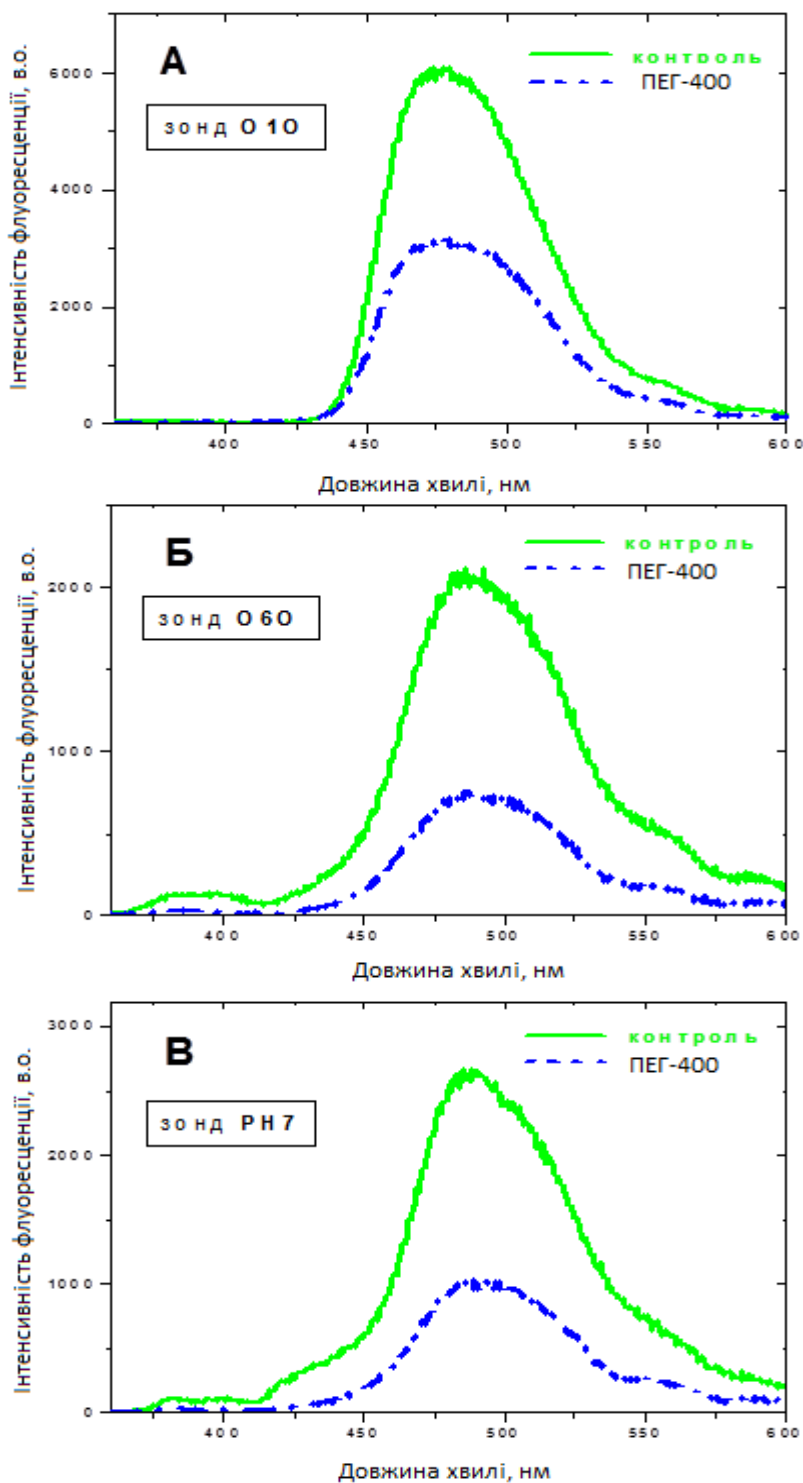 Інтенсивність флуоресценції, в.о.
А
контроль
ПЕГ-400
зонд О1О
6000
4000
2000
0
400 450 500 550 600
Довжина хвилі, нм
Інтенсивність флуоресценції, в.о.
Б
контроль
ПЕГ-400
зонд О6О
2000
1000
0
400 450 500 550 600
Довжина хвилі, нм
Інтенсивність флуоресценції, в.о.
В
контроль
ПЕГ-400
зонд РН7
3000
2000
1000
0
400 450 500 550 600
Довжина хвилі, нм